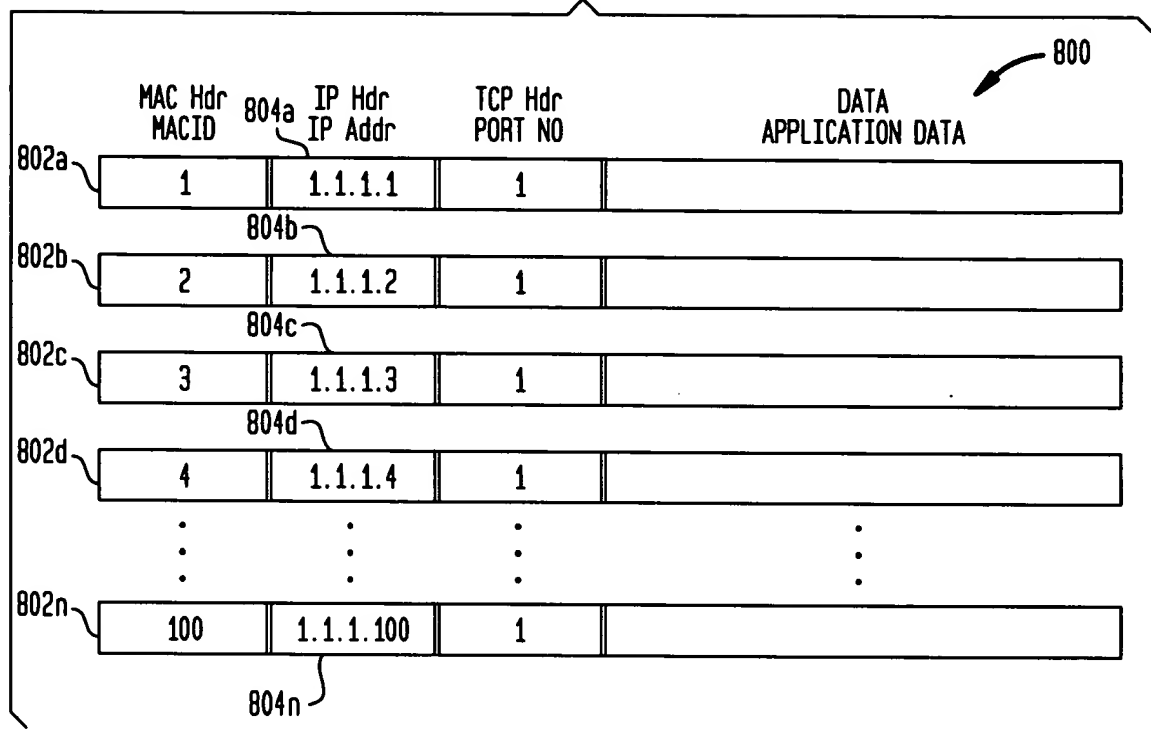 800
MAC Hdr MACID
804a
IP Hdr IP Addr
TCP Hdr PORT NO
DATA APPLICATION DATA
802a
1 1.1.1.1 1
804b
802b
2 1.1.1.2 1
804c
802c
3 1.1.1.3 1
804d
802d
4 1.1.1.4 1
802n
100 1.1.1.100 1
804n